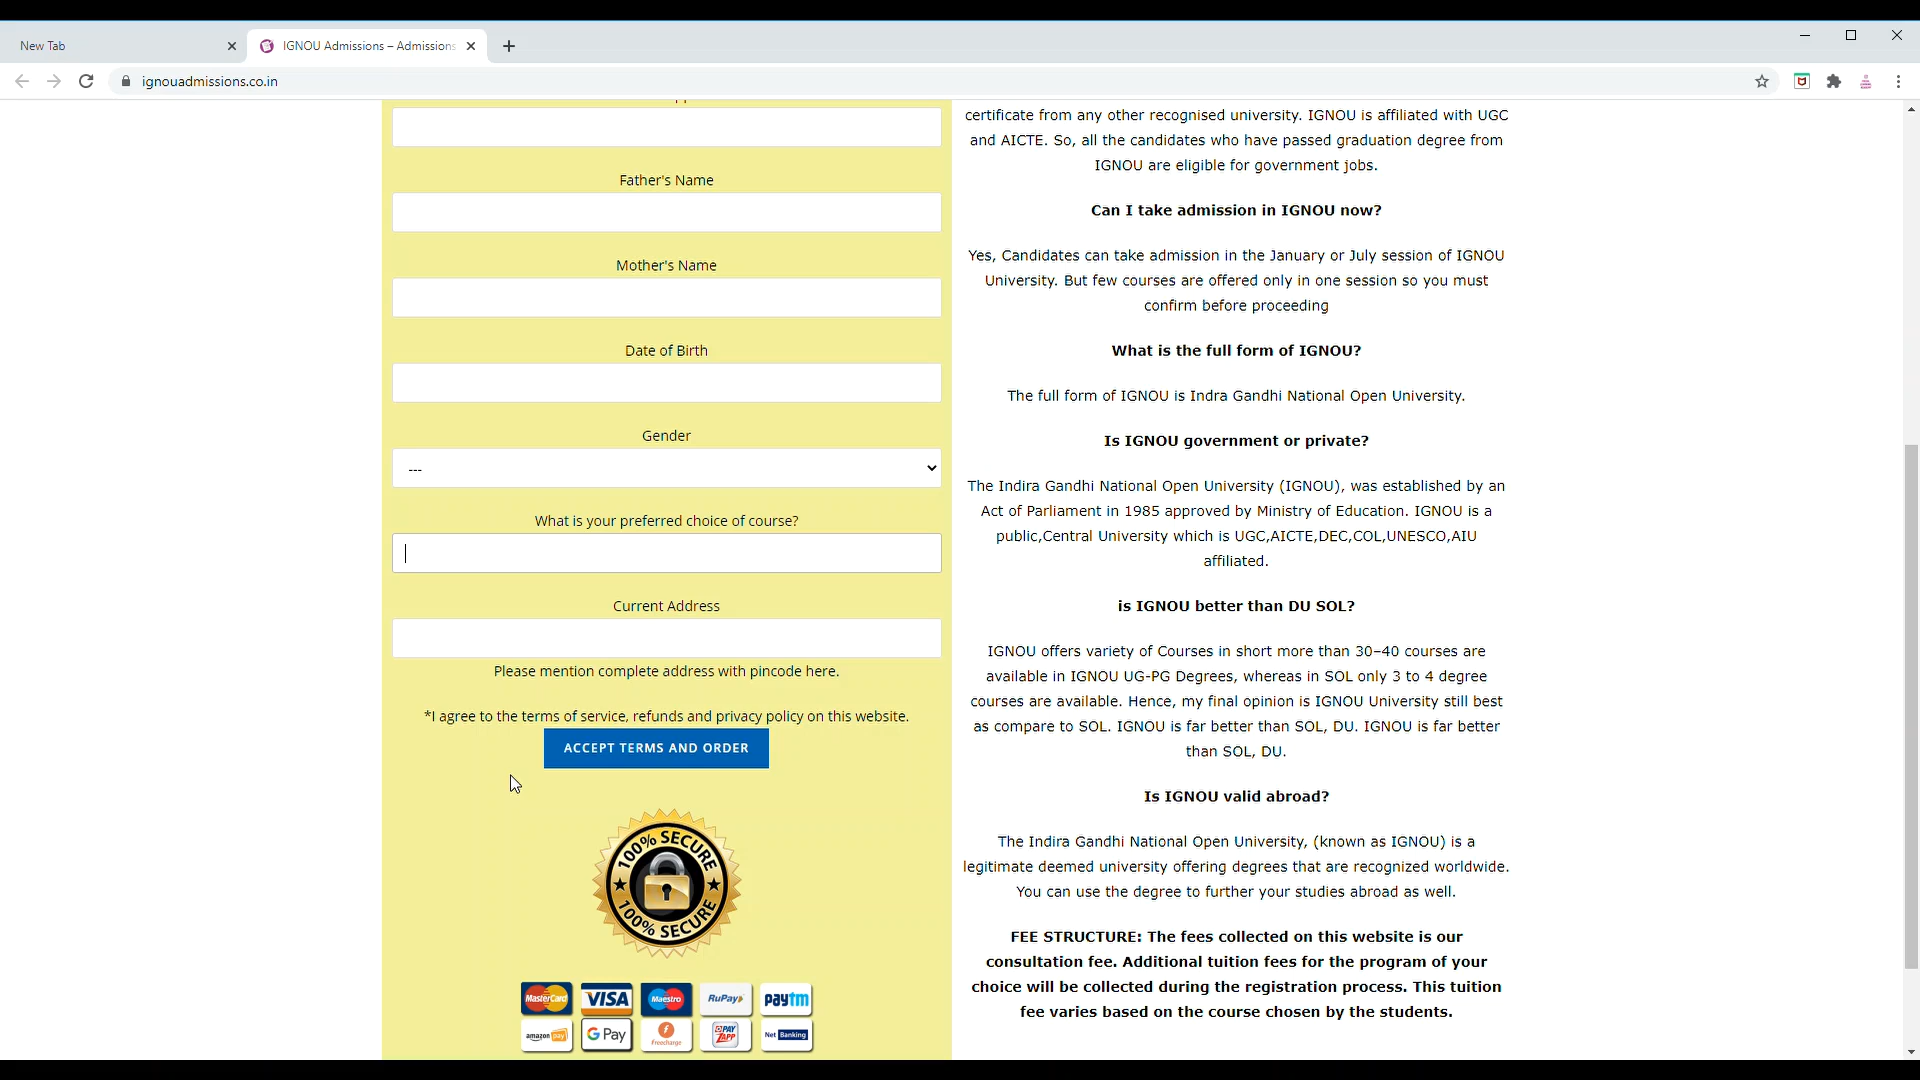 New Tab
IGNOU Admissions – Admissions
ignouadmissions.co.in
Father's Name
Mother's Name
Date of Birth
Gender
---
What is your preferred choice of course?
Current Address
Please mention complete address with pincode here.
*I agree to the terms of service, refunds and privacy policy on this website.
ACCEPT TERMS AND ORDER
100% SECURE
100% SECURE
MasterCard VISA Maestro RuPay paytm
amazon pay G Pay Freecharge PAY ZAPP Net Banking
certificate from any other recognised university. IGNOU is affiliated with UGC
and AICTE. So, all the candidates who have passed graduation degree from
IGNOU are eligible for government jobs.
Can I take admission in IGNOU now?
Yes, Candidates can take admission in the January or July session of IGNOU
University. But few courses are offered only in one session so you must
confirm before proceeding
What is the full form of IGNOU?
The full form of IGNOU is Indra Gandhi National Open University.
Is IGNOU government or private?
The Indira Gandhi National Open University (IGNOU), was established by an
Act of Parliament in 1985 approved by Ministry of Education. IGNOU is a
public,Central University which is UGC,AICTE,DEC,COL,UNESCO,AIU
affiliated.
is IGNOU better than DU SOL?
IGNOU offers variety of Courses in short more than 30–40 courses are
available in IGNOU UG-PG Degrees, whereas in SOL only 3 to 4 degree
courses are available. Hence, my final opinion is IGNOU University still best
as compare to SOL. IGNOU is far better than SOL, DU. IGNOU is far better
than SOL, DU.
Is IGNOU valid abroad?
The Indira Gandhi National Open University, (known as IGNOU) is a
legitimate deemed university offering degrees that are recognized worldwide.
You can use the degree to further your studies abroad as well.
FEE STRUCTURE: The fees collected on this website is our
consultation fee. Additional tuition fees for the program of your
choice will be collected during the registration process. This tuition
fee varies based on the course chosen by the students.